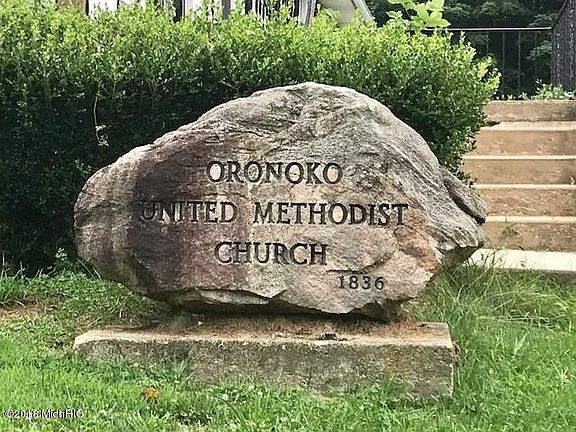 ORONOKO
UNITED METHODIST
CHURCH
1836
©2018 MichRIC